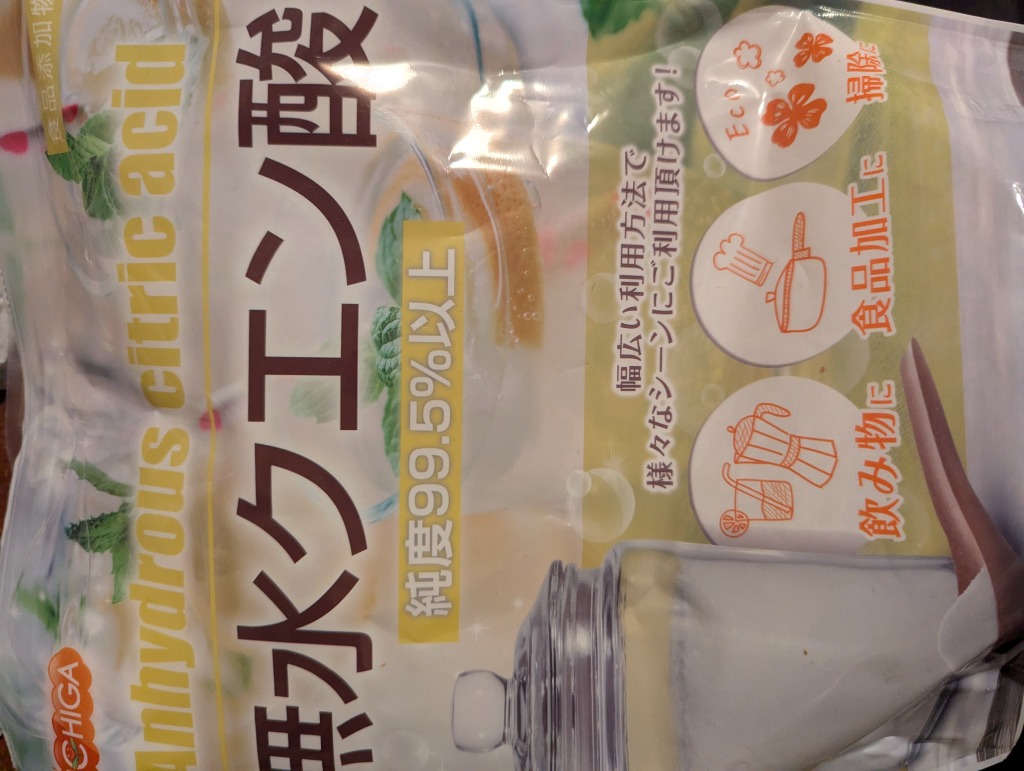 食品添加物
CHIGA
Anhydrous citric acid
無水クエン酸
純度99.5%以上
幅広い利用方法で
様々なシーンにご利用頂けます!
Eco
飲み物に
食品加工に
掃除に